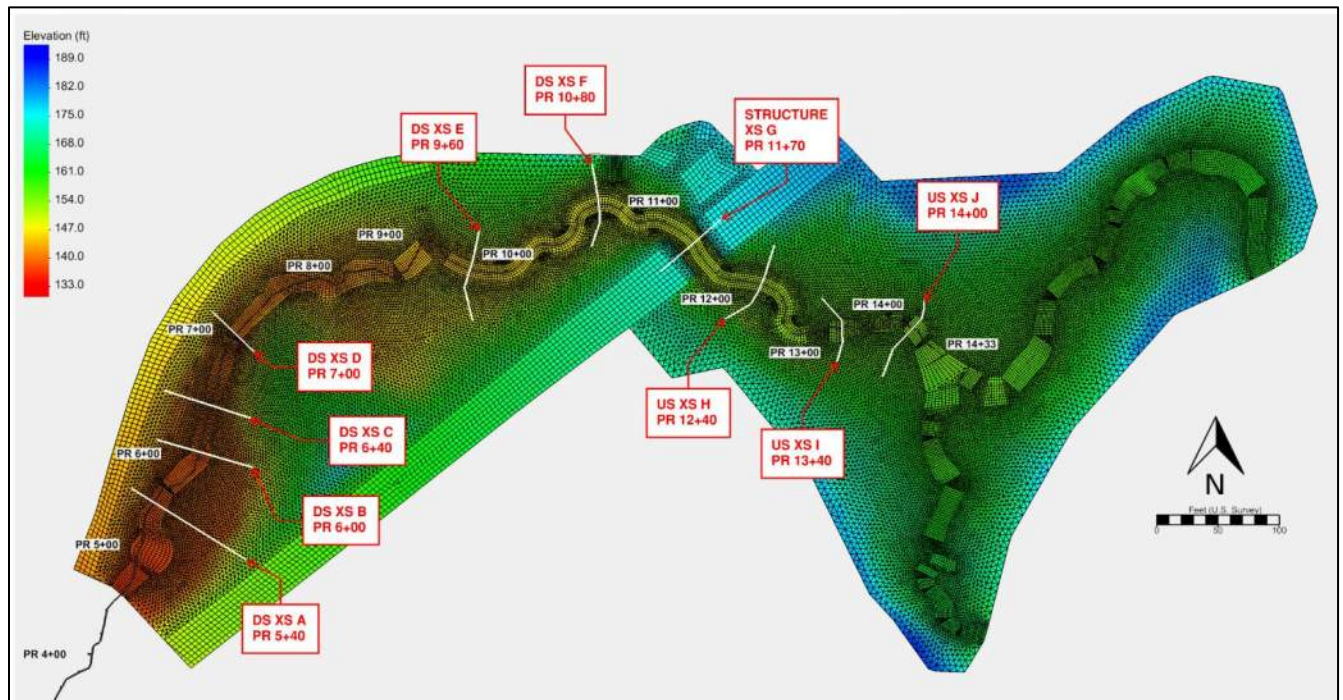 Elevation (ft)
189.0
182.0
175.0
168.0
161.0
154.0
147.0
140.0
133.0
DS XS F
PR 10+80
DS XS E
PR 9+60
STRUCTURE
XS G
PR 11+70
US XS J
PR 14+00
PR 11+00
PR 9+00
PR 10+00
PR 8+00
PR 12+00
PR 14+00
PR 7+00
PR 13+00
PR 14+33
DS XS D
PR 7+00
US XS H
PR 12+40
DS XS C
PR 6+40
US XS I
PR 13+40
PR 6+00
DS XS B
PR 6+00
N
Feet (U.S. Survey)
0 50 100
PR 5+00
DS XS A
PR 5+40
PR 4+00